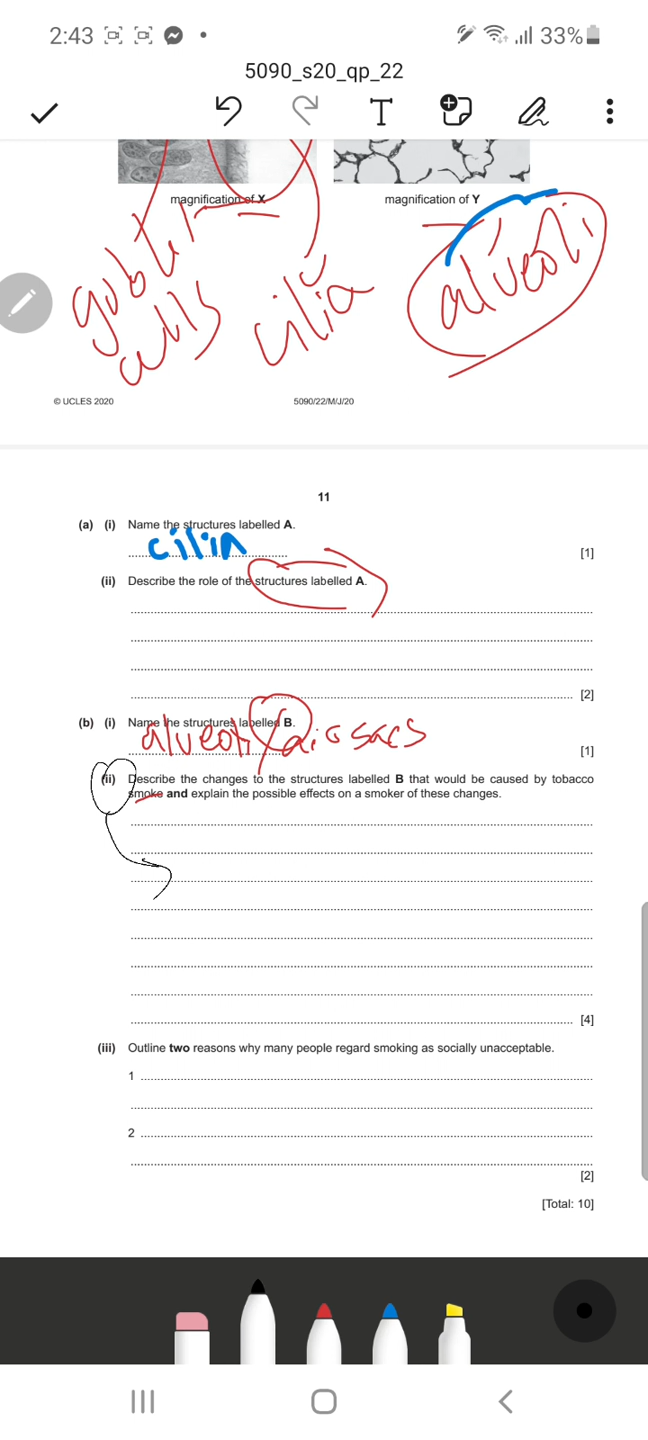 2:43 33%
5090_s20_qp_22
T
magnification of X magnification of Y
goblet cells cilia alveoli
© UCLES 2020 5090/22/M/J/20
11
(a) (i) Name the structures labelled A.
cilia [1]
(ii) Describe the role of the structures labelled A.
[2]
(b) (i) Name the structures labelled B.
alveoli / air sacs [1]
(ii) Describe the changes to the structures labelled B that would be caused by tobacco
smoke and explain the possible effects on a smoker of these changes.
[4]
(iii) Outline two reasons why many people regard smoking as socially unacceptable.
1
2
[2]
[Total: 10]